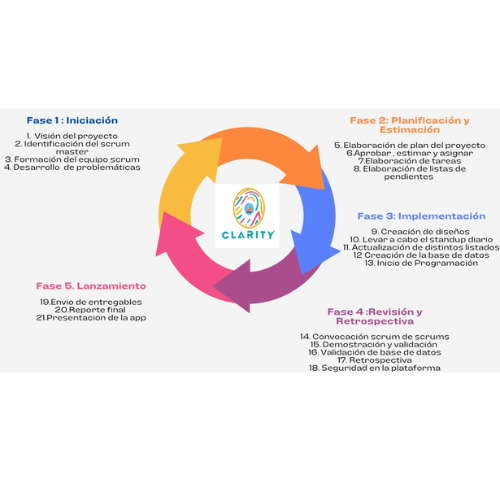 Fase 1 : Iniciación
1. Visión del proyecto
2. Identificación del scrum
master
3. Formación del equipo scrum
4. Desarrollo de problemáticas
Fase 2: Planificación y
Estimación
5. Elaboración de plan del proyecto
6.Aprobar , estimar y asignar
7.Elaboración de tareas
8. Elaboración de listas de
pendientes
CLARITY
Fase 3: Implementación
9. Creación de diseños
10. Levar a cabo el standup diario
11. Actualización de distintos listados
12 Creación de la base de datos
13. Inicio de Programación
Fase 5. Lanzamiento
19.Envio de entregables
20.Reporte final
21.Presentacion de la app
Fase 4 :Revisión y
Retrospectiva
14. Convocación scrum de scrums
15. Demostración y validación
16. Validación de base de datos
17. Retrospectiva
18. Seguridad en la plataforma